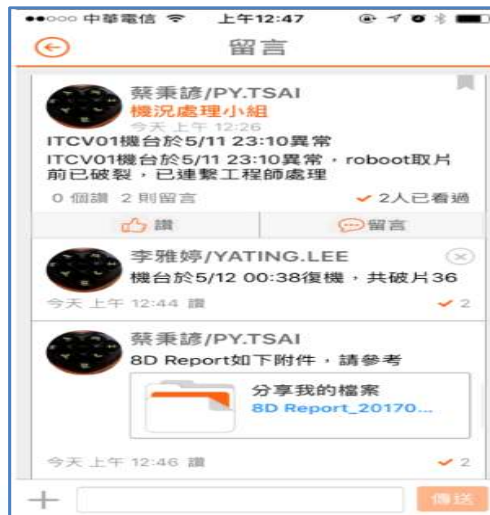 中華電信 上午12:47
留言
蔡秉諺/PY.TSAI
機況處理小組
今天 上午 12:26
ITCV01機台於5/11 23:10異常
ITCV01機台於5/11 23:10異常，roboot取片
前已破裂，已連繫工程師處理
0 個讚 2 則留言 2人已看過
讚 留言
李雅婷/YATING.LEE
機台於5/12 00:38復機，共破片36
今天 上午 12:44 讚 2
蔡秉諺/PY.TSAI
8D Report如下附件，請參考
分享我的檔案
8D Report_20170...
今天 上午 12:46 讚 2
傳送